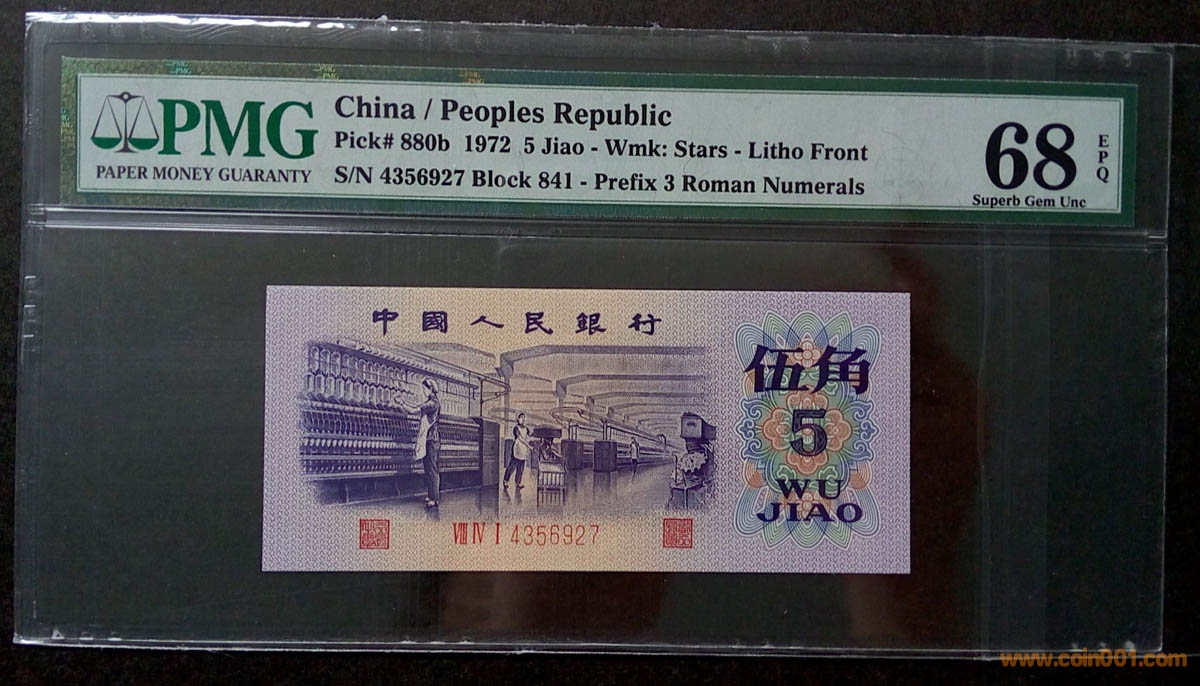 PMG
PAPER MONEY GUARANTY
China / Peoples Republic
Pick# 880b 1972 5 Jiao - Wmk: Stars - Litho Front
S/N 4356927 Block 841 - Prefix 3 Roman Numerals
68
EPQ
Superb Gem Unc
中國人民銀行
伍角
5
WU
JIAO
VIII IV I 4356927
www.coin001.com